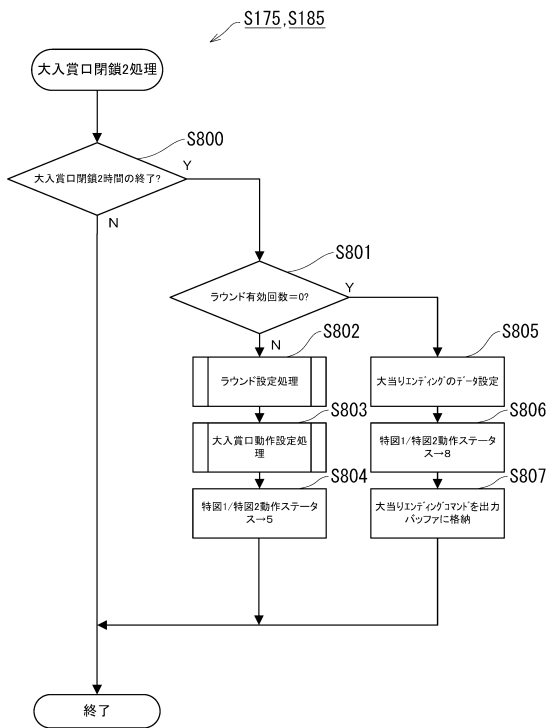 S175,S185
大入賞口閉鎖2処理
S800
大入賞口閉鎖2時間の終了?
Y
N
S801
ラウンド有効回数=0?
Y
N
S802
ラウンド設定処理
S805
大当りエンディングのデータ設定
S803
大入賞口動作設定処
理
S806
特図1/特図2動作ステータ
ス→8
S804
特図1/特図2動作ステータ
ス→5
S807
大当りエンディングコマンドを出力
バッファに格納
終了